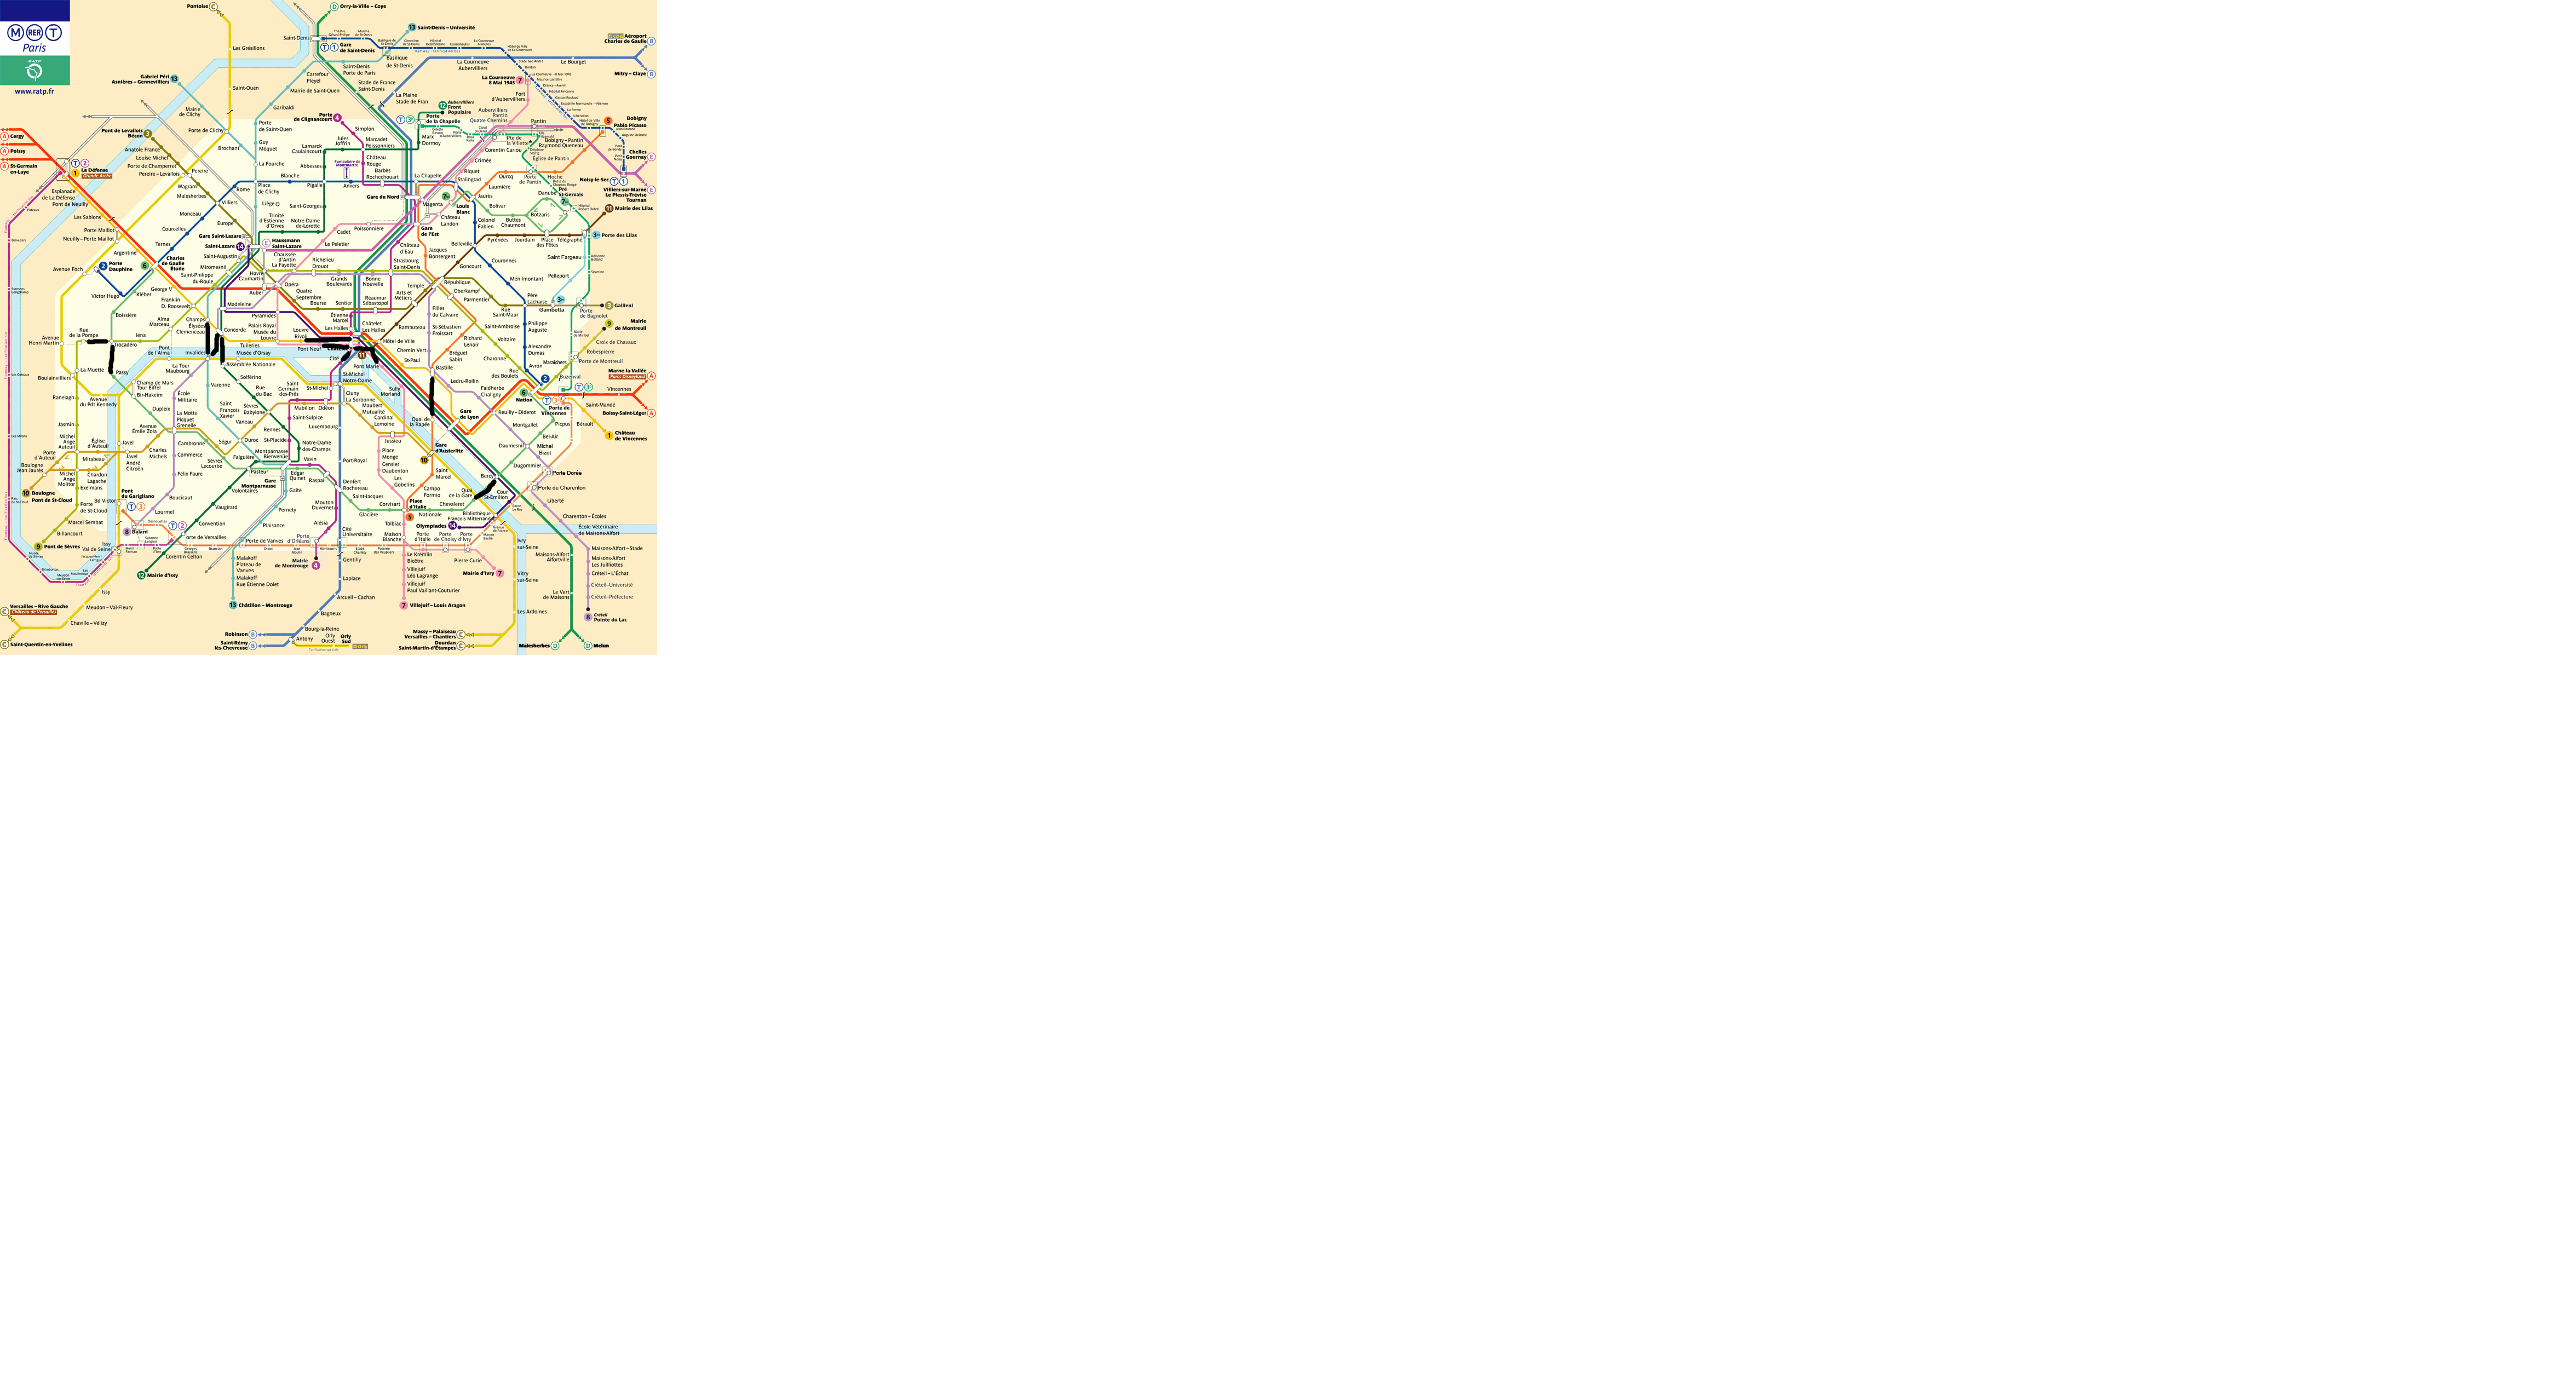 M RER T
Paris
RATP
www.ratp.fr
Pontoise C
D Orry-la-Ville – Coye
13 Saint-Denis – Université
Saint-Denis
T 1 Gare
de Saint-Denis
Les Grésillons
Basilique
de St-Denis
La Courneuve
Aubervilliers
Le Bourget
Aéroport
Charles de Gaulle B
Mitry – Claye B
Saint-Denis
Porte de Paris
Carrefour
Pleyel
Stade de France
Saint-Denis
La Courneuve
8 Mai 1945 7
Gabriel Péri
Asnières – Gennevilliers 13
Saint-Ouen
Mairie de Saint-Ouen
La Plaine
Stade de Fran
Fort
d'Aubervilliers
Garibaldi
Mairie
de Clichy
12 Aubervilliers
Front
Populaire
Aubervilliers
Pantin
Quatre Chemins
Porte
de Clignancourt 4
T 3 Porte
de la Chapelle
Pantin
Bobigny
Pablo Picasso
5
Porte de Clichy
Porte
de Saint-Ouen
Simplon
Pont de Levallois
Bécon 3
A Cergy
A Poissy
A St-Germain
en-Laye
Anatole France
Louise Michel
Porte de Champerret
Pereire – Levallois
Pereire
Brochant
Guy
Môquet
Jules
Joffrin
Marcadet
Poissonniers
Marx
Dormoy
Pte de
la Villette
Bobigny – Pantin
Raymond Queneau
Corentin Cariou
Lamarck
Caulaincourt
Abbesses
Funiculaire de
Montmartre
Château
Rouge
Barbès
Rochechouart
Crimée
Église de Pantin
Chelles
Gournay E
La Fourche
Riquet
Stalingrad
Ourcq
Porte
de Pantin
Hoche
Noisy-le-Sec T 1
Villiers-sur-Marne
Le Plessis-Trévise
Tournan
E
T 2
1 La Défense
Grande Arche
Esplanade
de La Défense
Pont de Neuilly
Les Sablons
Porte Maillot
Neuilly – Porte Maillot
Wagram
Malesherbes
Monceau
Courcelles
Ternes
Villiers
Rome
Place
de Clichy
Blanche
Pigalle
Anvers
La Chapelle
Gare du Nord
Magenta
Laumière
Jaurès
Danube
Pré
St-Gervais
7
Louis
Blanc
Château
Landon
Bolivar
Buttes
Chaumont
Botzaris
11 Mairie des Lilas
Liège
Saint-Georges
Trinité
d'Estienne
d'Orves
Notre-Dame
de-Lorette
Cadet
Poissonnière
Gare
de l'Est
Colonel
Fabien
Europe
Gare Saint-Lazare
Saint-Lazare 14
E Haussmann
Saint-Lazare
Le Peletier
Belleville
Pyrénées
Jourdain
Place
des Fêtes
Télégraphe
3 Porte des Lilas
Argentine
Saint-Augustin
Miromesnil
Saint-Philippe
du-Roule
Chaussée
d'Antin
La Fayette
Richelieu
Drouot
Château
d'Eau
Jacques
Bonsergent
Strasbourg
Saint-Denis
Goncourt
Couronnes
Saint Fargeau
Avenue Foch
2 Porte
Dauphine
6
Charles
de Gaulle
Étoile
Havre
Caumartin
Auber
Opéra
Grands
Boulevards
Bonne
Nouvelle
République
Temple
Ménilmontant
Pelleport
Victor Hugo
Kléber
George V
Franklin
D. Roosevelt
Madeleine
Quatre
Septembre
Bourse
Sentier
Réaumur
Sébastopol
Arts et
Métiers
Oberkampf
Parmentier
Rue
Saint-Maur
Père
Lachaise
Gambetta
3 Gallieni
Porte
de Bagnolet
Boissière
Alma
Marceau
Champs
Élysées
Clemenceau
Concorde
Pyramides
Étienne
Marcel
Les Halles
Châtelet
Les Halles
Filles
du Calvaire
St-Sébastien
Froissart
Rambuteau
Saint-Ambroise
Philippe
Auguste
9
Mairie
de Montreuil
Croix de Chavaux
Robespierre
Porte de Montreuil
Avenue
Henri Martin
Rue
de la Pompe
Trocadéro
Iéna
Pont
de l'Alma
Invalides
Palais Royal
Musée du
Louvre
Louvre
Rivoli
Tuileries
Musée d'Orsay
Assemblée Nationale
Pont Neuf
Hôtel de Ville
Chemin Vert
St-Paul
Richard
Lenoir
Bréguet
Sabin
Voltaire
Charonne
Alexandre
Dumas
Avron
Maraîchers
Buzenval
Rue
des Boulets
Cité
11
Pont Marie
Bastille
Marne-la-Vallée
Parc Disneyland A
La Muette
Passy
Boulainvilliers
Champ de Mars
Tour Eiffel
Bir-Hakeim
La Tour
Maubourg
Varenne
Solférino
Rue
du Bac
St-Michel
Notre-Dame
Saint
Germain
des-Prés
St-Michel
Sully
Morland
Ledru-Rollin
Faidherbe
Chaligny
Vincennes
2
Ranelagh
Avenue
du Pdt Kennedy
Dupleix
École
Militaire
La Motte
Picquet
Grenelle
Saint
François
Xavier
Sèvres
Babylone
Vaneau
Mabillon
Odéon
Saint-Sulpice
Cluny
La Sorbonne
Maubert
Mutualité
Cardinal
Lemoine
Jussieu
Quai de
la Rapée
Gare
de Lyon
Reuilly – Diderot
6
Nation
Porte de
Vincennes
Saint-Mandé
Boissy-Saint-Léger A
Picpus
Bérault
1 Château
de Vincennes
Jasmin
Michel
Ange
Auteuil
Église
d'Auteuil
Javel
Avenue
Émile Zola
Cambronne
Ségur
Duroc
Rennes
St-Placide
Luxembourg
Notre-Dame
des-Champs
Montgallet
Daumesnil
Bel-Air
Michel
Bizot
Porte
d'Auteuil
Boulogne
Jean Jaurès
Mirabeau
Javel
André
Citroën
Charles
Michels
Commerce
Sèvres
Lecourbe
Falguière
Montparnasse
Bienvenue
Vavin
Port-Royal
Place
Monge
Censier
Daubenton
Gare
d'Austerlitz
10
Dugommier
Porte Dorée
Chardon
Lagache
Michel
Ange
Molitor
Exelmans
Félix Faure
Pasteur
Edgar
Quinet
Raspail
Gare
Montparnasse
Denfert
Rochereau
Les
Gobelins
Saint
Marcel
Campo
Formio
Bercy
Quai
de la Gare
Cour
St-Émilion
Porte de Charenton
Liberté
Charenton – Écoles
École Vétérinaire
de Maisons-Alfort
10 Boulogne
Pont de St-Cloud
Pont
du Garigliano
Boucicaut
Volontaires
Gaîté
Saint-Jacques
Glacière
Corvisart
Place
d'Italie
5
Nationale
Chevaleret
Bibliothèque
François Mitterrand
Olympiades 14
Porte
de St-Cloud
Bd Victor
T 3
Lourmel
Vaugirard
Pernety
Mouton
Duvernet
Alésia
Tolbiac
Maison
Blanche
Marcel Sembat
Billancourt
9 Pont de Sèvres
8 Balard
T 2
Convention
Plaisance
Porte de Versailles
Porte de Vanves
Porte
d'Orléans
Cité
Universitaire
Porte
d'Italie
Porte
de Choisy
Porte
d'Ivry
Issy
Val de Seine
Corentin Celton
12 Mairie d'Issy
Malakoff
Plateau de
Vanves
Malakoff
Rue Étienne Dolet
Mairie
de Montrouge 4
Gentilly
Laplace
Le Kremlin
Bicêtre
Villejuif
Léo Lagrange
Villejuif
Paul Vaillant-Couturier
Pierre Curie
Mairie d'Ivry 7
Ivry
sur-Seine
Vitry
sur-Seine
Maisons-Alfort
Alfortville
Maisons-Alfort – Stade
Maisons-Alfort
Les Juilliottes
Créteil – L'Échat
Créteil–Université
Créteil–Préfecture
Issy
Meudon – Val-Fleury
Chaville – Vélizy
13 Châtillon – Montrouge
Arcueil – Cachan
Bagneux
7 Villejuif – Louis Aragon
Les Ardoines
Le Vert
de Maisons
8 Créteil
Pointe du Lac
C Versailles – Rive Gauche
Château de Versailles
C Saint-Quentin-en-Yvelines
Robinson B
Saint-Rémy
lès-Chevreuse B
Bourg-la-Reine
Antony
Orly
Ouest
Orly
Sud
Massy – Palaiseau
Versailles – Chantiers C
Dourdan
Saint-Martin d'Étampes C
Malesherbes D
D Melun